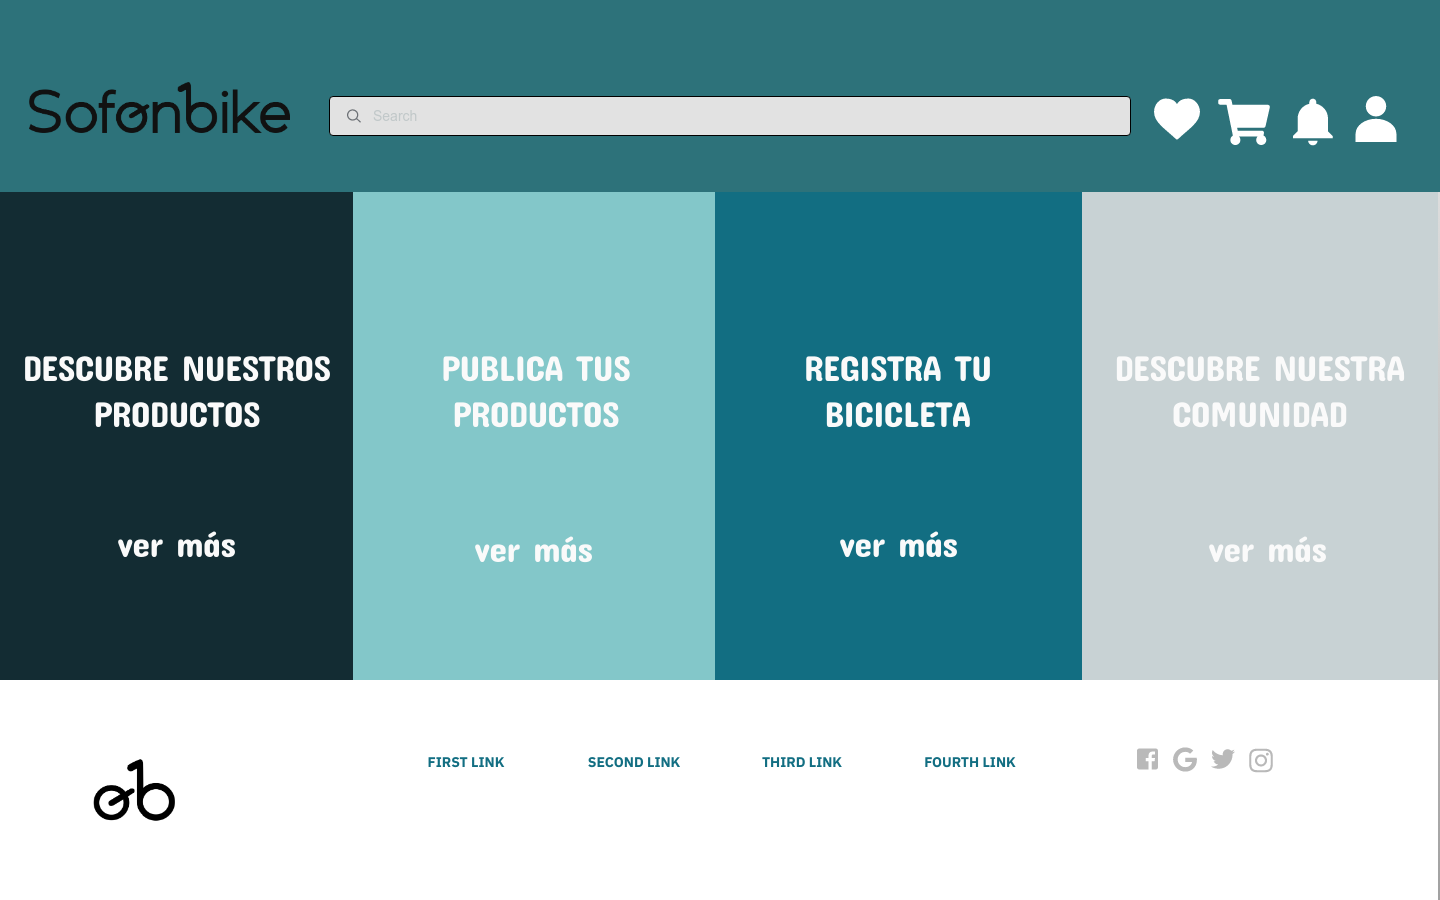 Sofonbike
Search
DESCUBRE NUESTROS
PRODUCTOS
ver más
PUBLICA TUS
PRODUCTOS
ver más
REGISTRA TU
BICICLETA
ver más
DESCUBRE NUESTRA
COMUNIDAD
ver más
FIRST LINK
SECOND LINK
THIRD LINK
FOURTH LINK